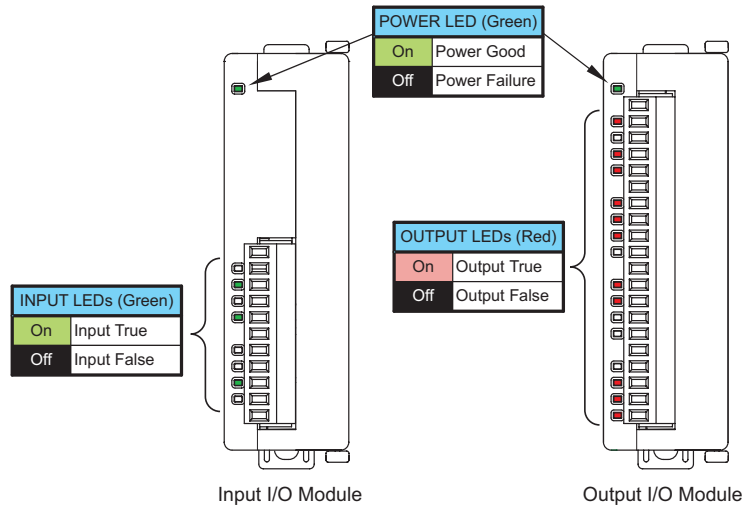 POWER LED (Green)
On Power Good
Off Power Failure
OUTPUT LEDs (Red)
On Output True
Off Output False
INPUT LEDs (Green)
On Input True
Off Input False
Input I/O Module
Output I/O Module